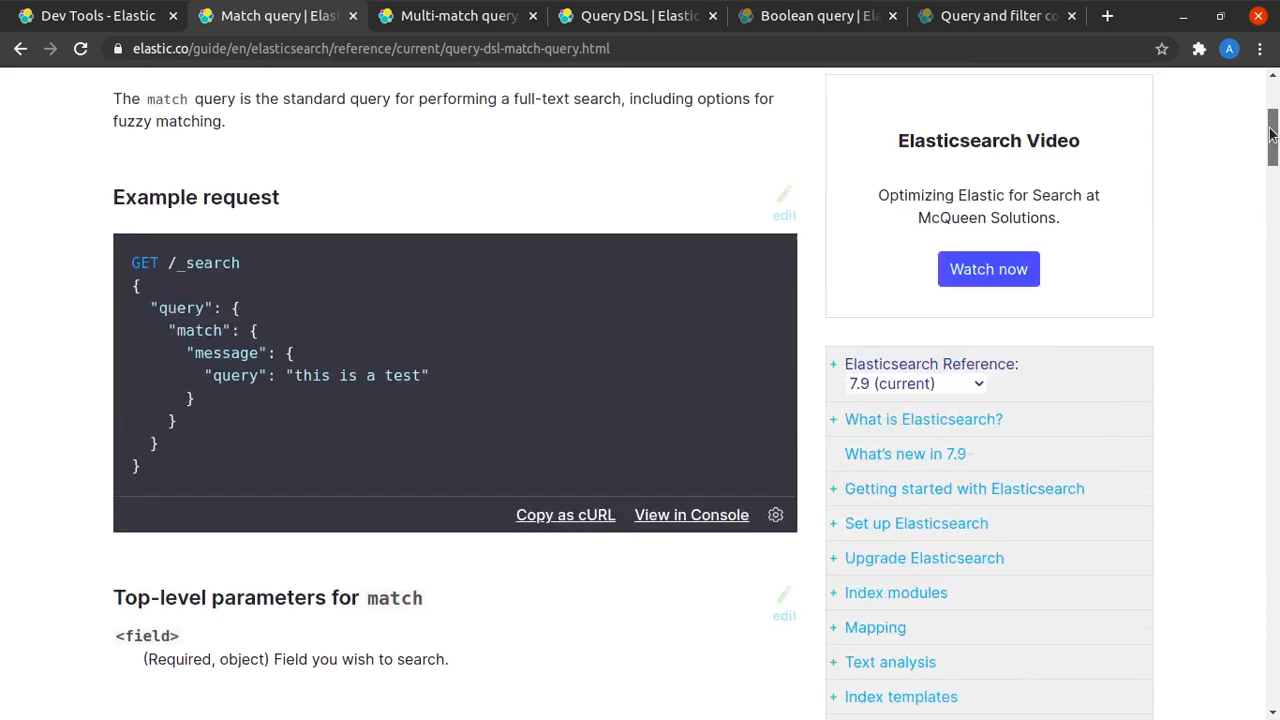 Dev Tools - Elastic
Match query | Elas
Multi-match query
Query DSL | Elastic
Boolean query | El
Query and filter co
elastic.co/guide/en/elasticsearch/reference/current/query-dsl-match-query.html
A
The match query is the standard query for performing a full-text search, including options for
fuzzy matching.
Example request
edit
GET /_search
{
"query": {
"match": {
"message": {
"query": "this is a test"
}
}
}
}
Copy as cURL
View in Console
Top-level parameters for match
edit
<field>
(Required, object) Field you wish to search.
Elasticsearch Video
Optimizing Elastic for Search at
McQueen Solutions.
Watch now
+ Elasticsearch Reference:
7.9 (current)
+ What is Elasticsearch?
What's new in 7.9
+ Getting started with Elasticsearch
+ Set up Elasticsearch
+ Upgrade Elasticsearch
+ Index modules
+ Mapping
+ Text analysis
+ Index templates